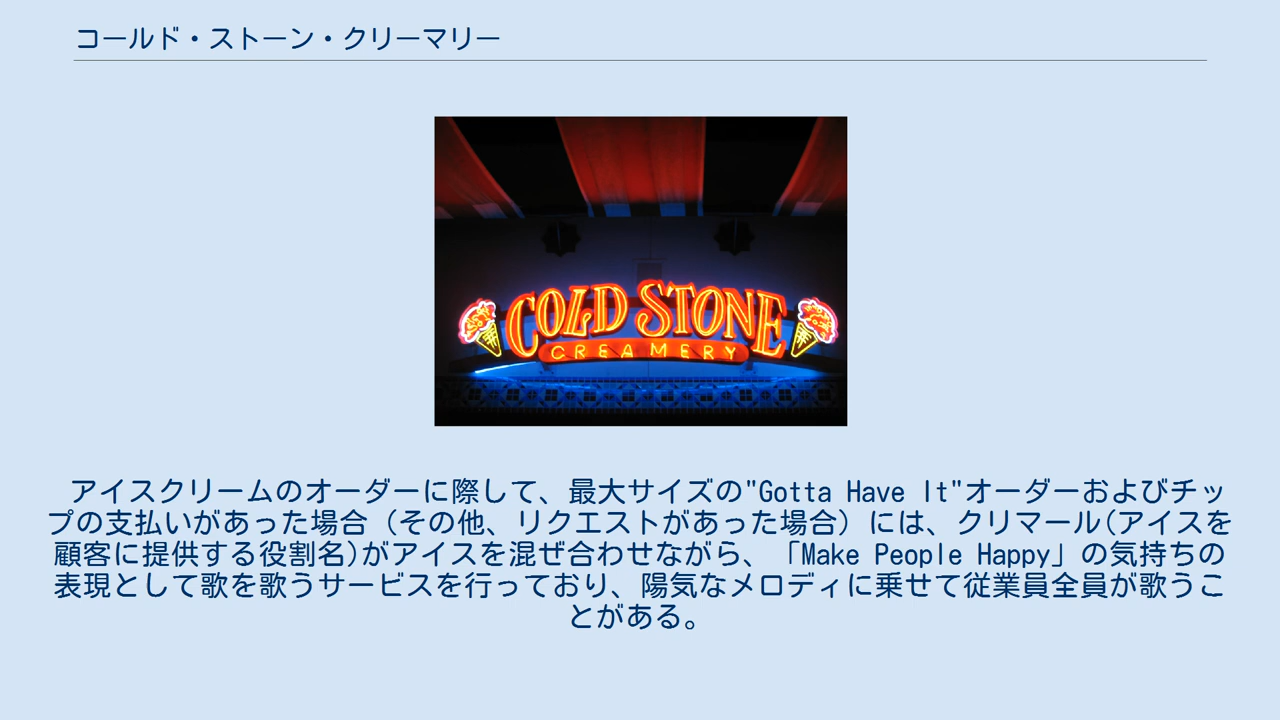 コールド・ストーン・クリーマリー
COLD STONE
CREAMERY
アイスクリームのオーダーに際して、最大サイズの"Gotta Have It"オーダーおよびチッ
プの支払いがあった場合（その他、リクエストがあった場合）には、クリマール(アイスを
顧客に提供する役割名)がアイスを混ぜ合わせながら、「Make People Happy」の気持ちの
表現として歌を歌うサービスを行っており、陽気なメロディに乗せて従業員全員が歌うこ
とがある。